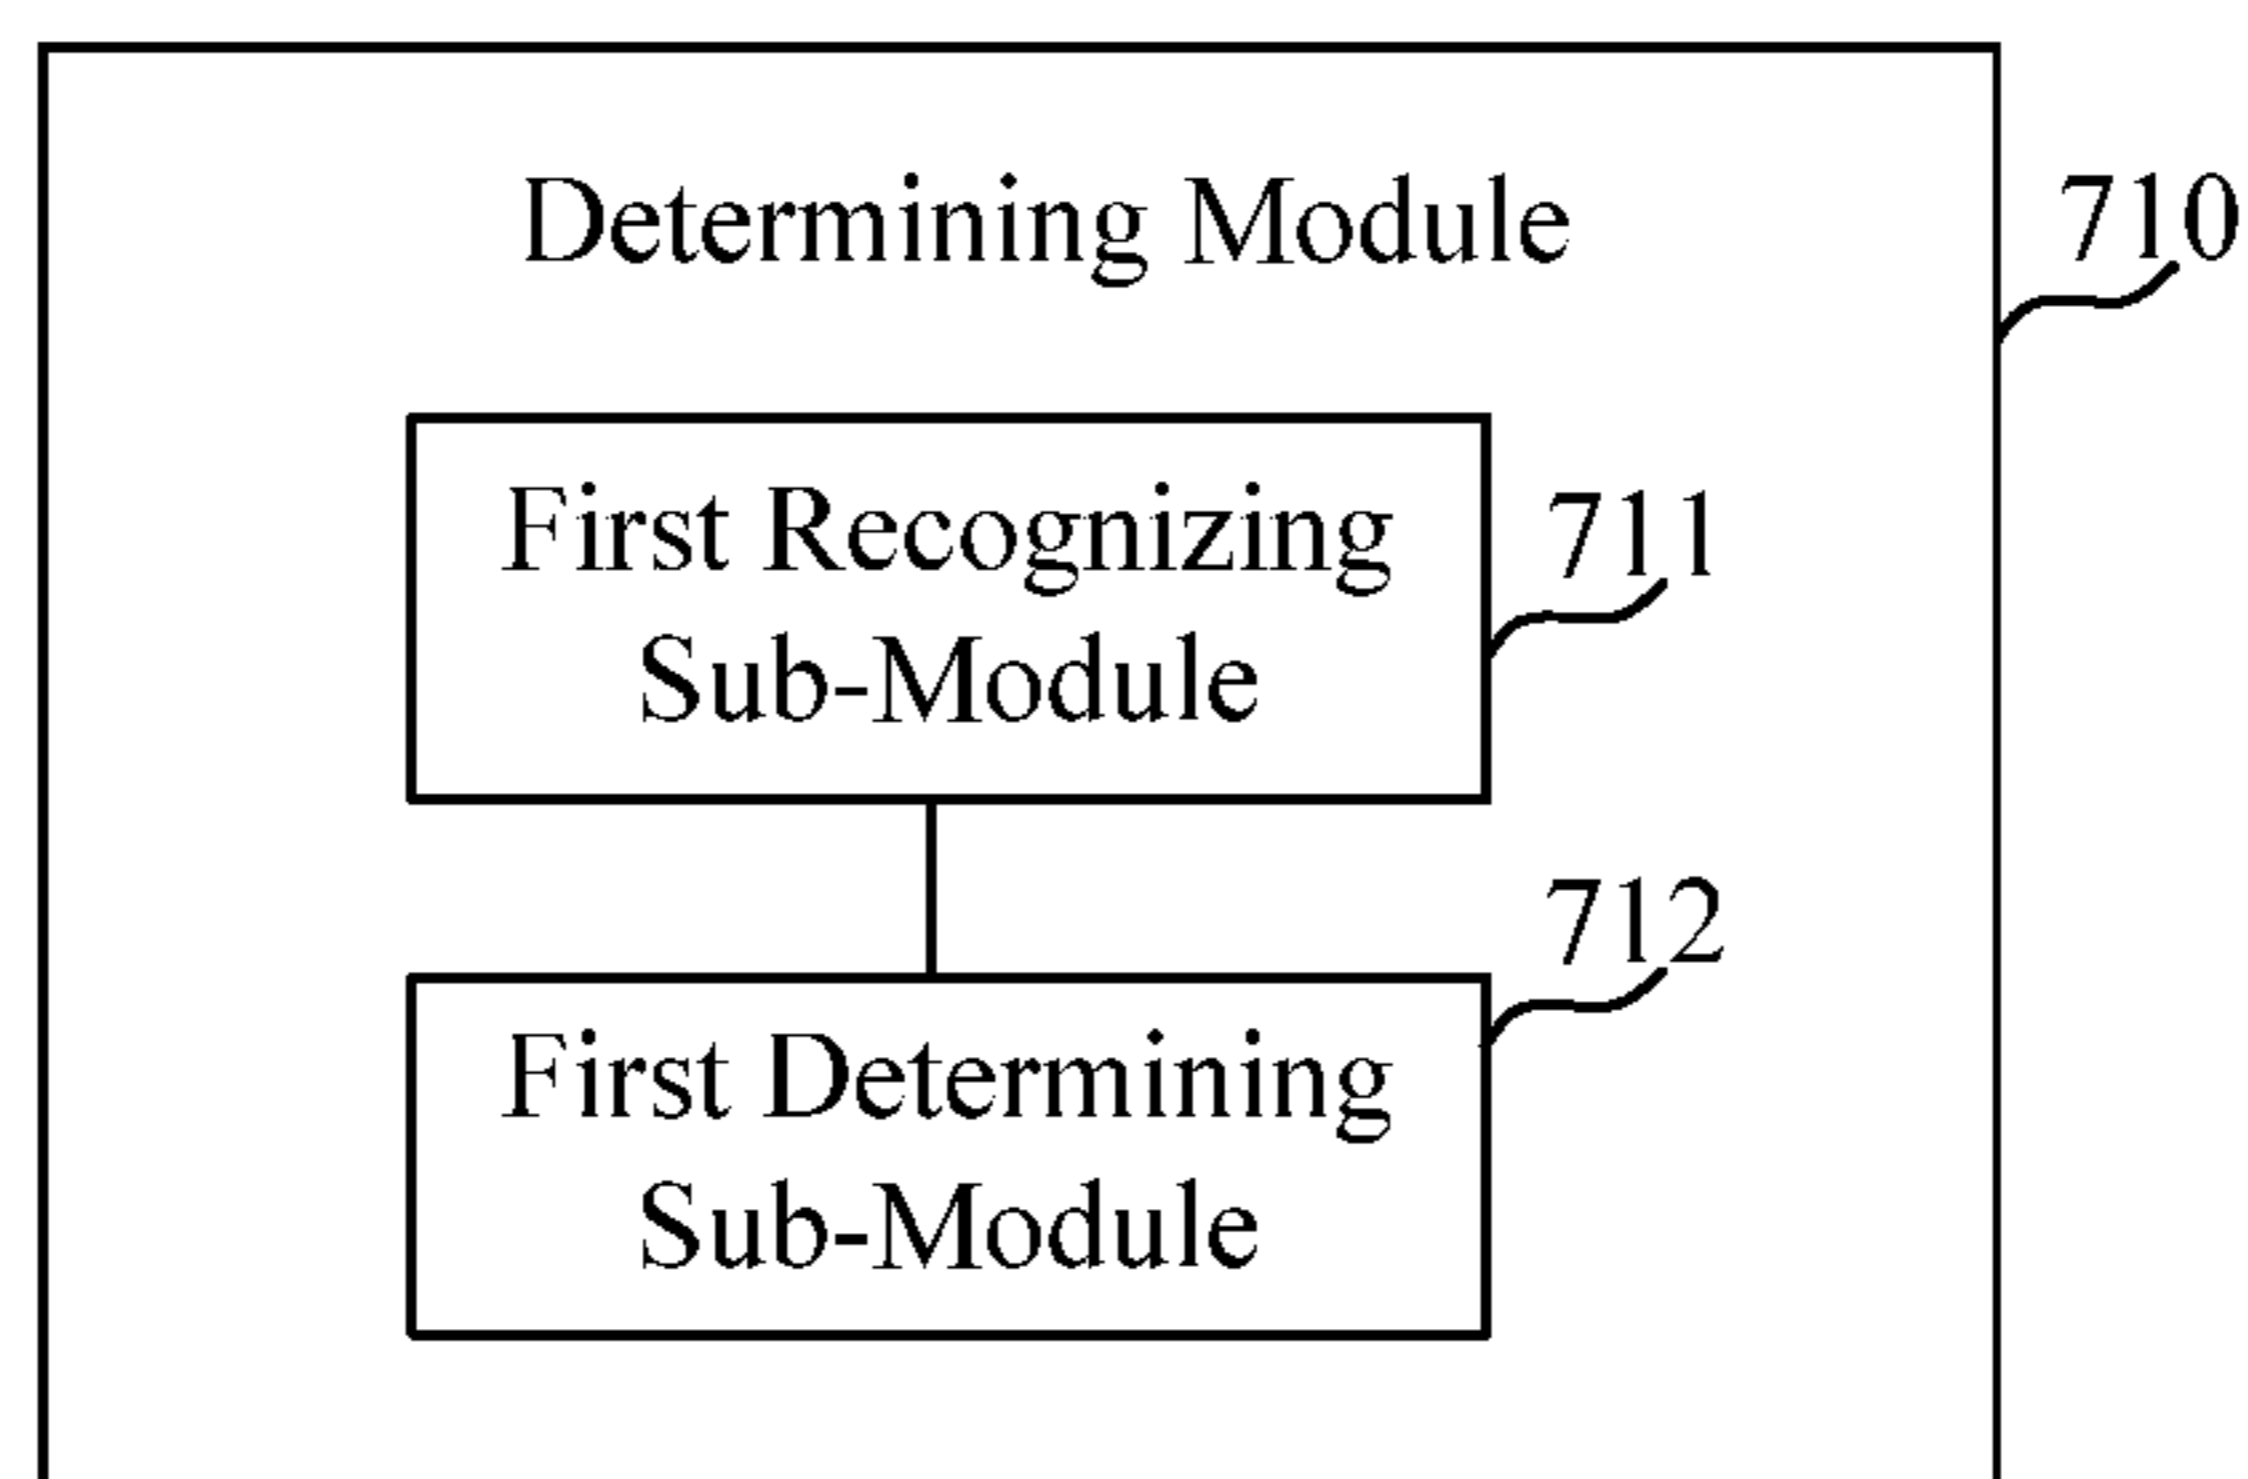 Determining Module
710
First Recognizing
Sub-Module
711
712
First Determining
Sub-Module